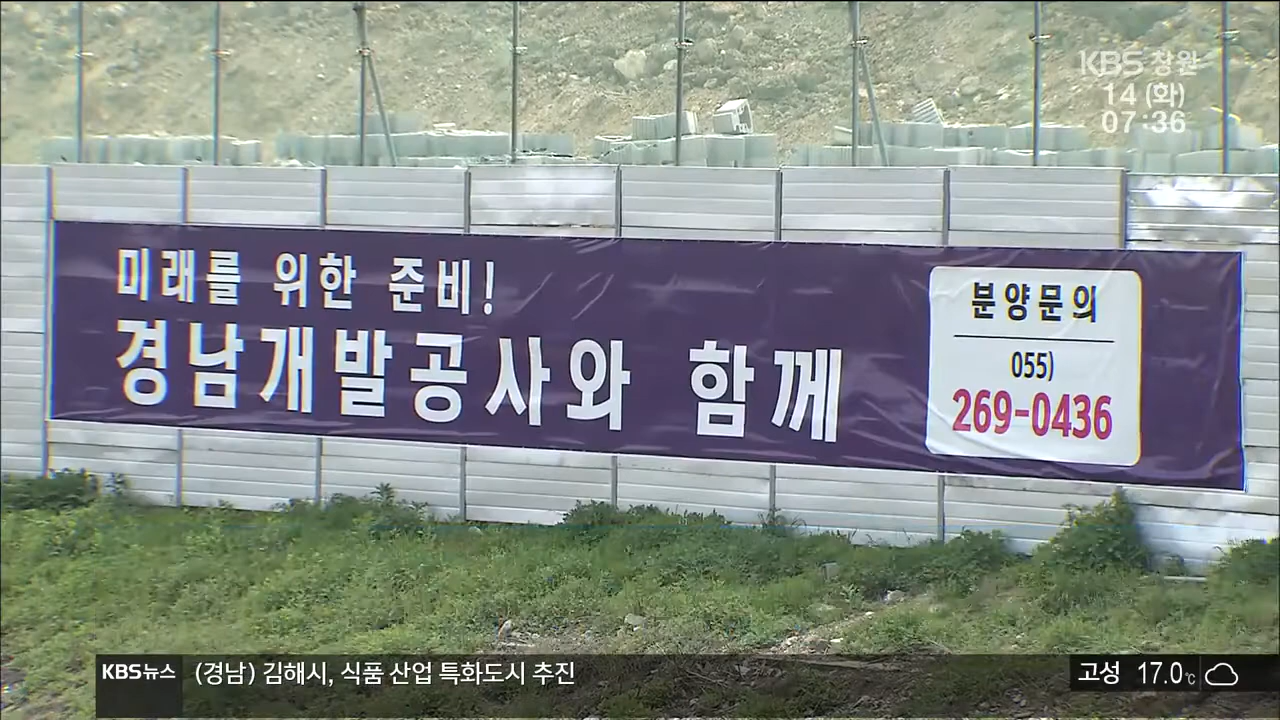 KBS 창원
14 (화)
07:36
미래를 위한 준비!
경남개발공사와 함께
분양문의
055)
269-0436
KBS뉴스 (경남) 김해시, 식품 산업 특화도시 추진
고성 17.0℃